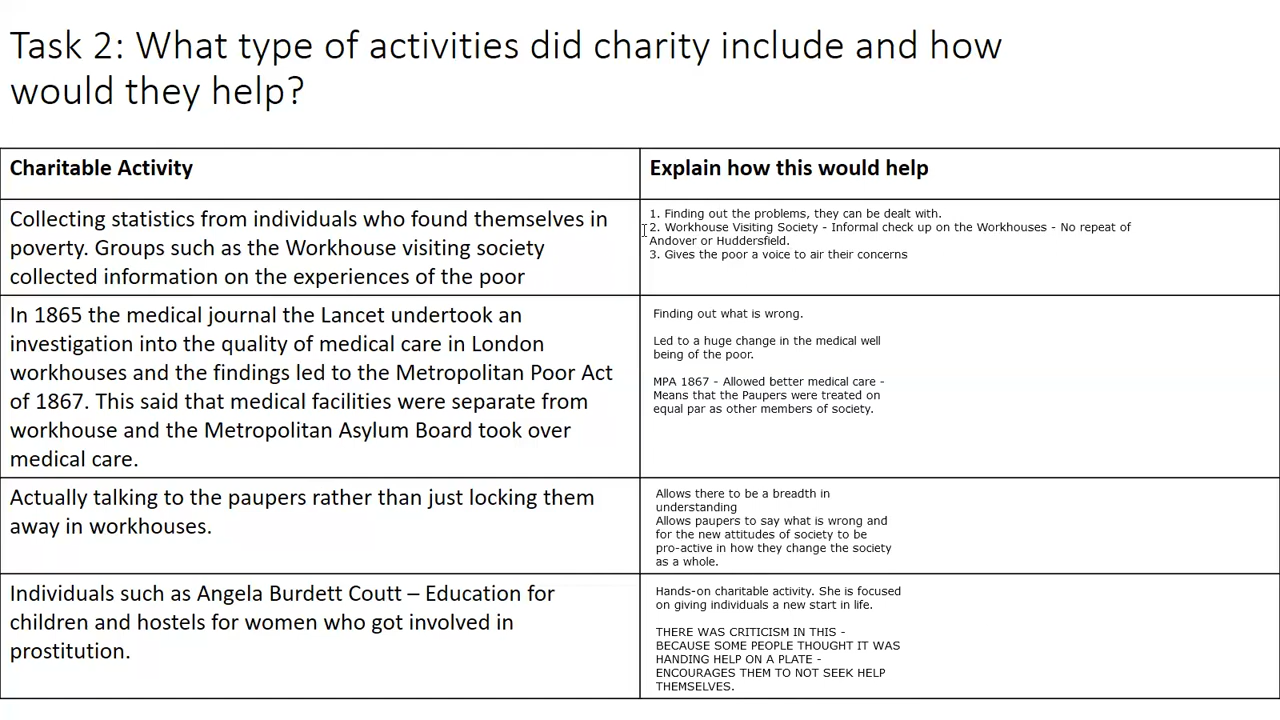 Task 2: What type of activities did charity include and how
would they help?
Charitable Activity
Explain how this would help
Collecting statistics from individuals who found themselves in
poverty. Groups such as the Workhouse visiting society
collected information on the experiences of the poor
1. Finding out the problems, they can be dealt with.
2. Workhouse Visiting Society - Informal check up on the Workhouses - No repeat of
Andover or Huddersfield.
3. Gives the poor a voice to air their concerns
In 1865 the medical journal the Lancet undertook an
investigation into the quality of medical care in London
workhouses and the findings led to the Metropolitan Poor Act
of 1867. This said that medical facilities were separate from
workhouse and the Metropolitan Asylum Board took over
medical care.
Finding out what is wrong.
Led to a huge change in the medical well
being of the poor.
MPA 1867 - Allowed better medical care -
Means that the Paupers were treated on
equal par as other members of society.
Actually talking to the paupers rather than just locking them
away in workhouses.
Allows there to be a breadth in
understanding
Allows paupers to say what is wrong and
for the new attitudes of society to be
pro-active in how they change the society
as a whole.
Individuals such as Angela Burdett Coutt – Education for
children and hostels for women who got involved in
prostitution.
Hands-on charitable activity. She is focused
on giving individuals a new start in life.
THERE WAS CRITICISM IN THIS -
BECAUSE SOME PEOPLE THOUGHT IT WAS
HANDING HELP ON A PLATE -
ENCOURAGES THEM TO NOT SEEK HELP
THEMSELVES.